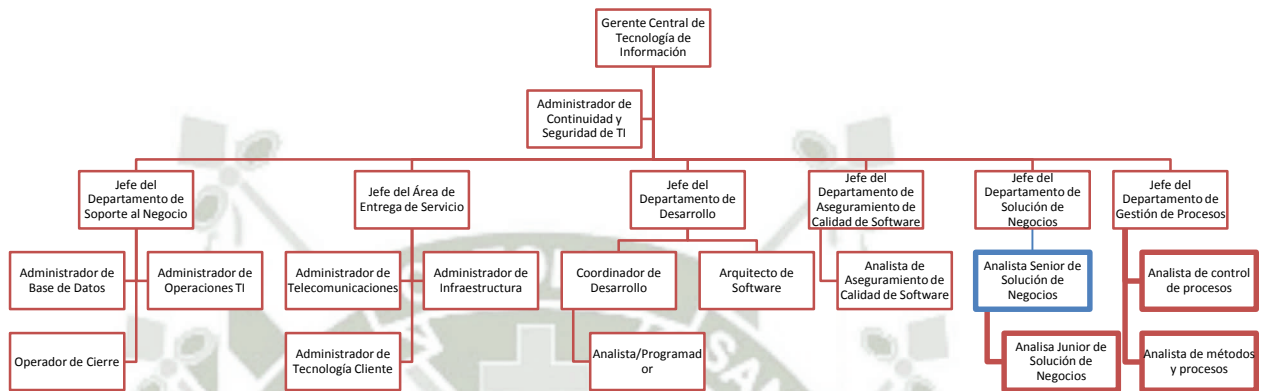 Gerente Central de
Tecnología de
Información
Administrador de
Continuidad y
Seguridad de TI
Jefe del
Departamento de
Soporte al Negocio
Jefe del Área de
Entrega de Servicio
Jefe del
Departamento de
Desarrollo
Jefe del
Departamento de
Aseguramiento de
Calidad de Software
Jefe del
Departamento de
Solución de
Negocios
Jefe del
Departamento de
Gestión de Procesos
Administrador de
Base de Datos
Administrador de
Operaciones TI
Administrador de
Telecomunicaciones
Administrador de
Infraestructura
Coordinador de
Desarrollo
Arquitecto de
Software
Analista de
Aseguramiento de
Calidad de Software
Analista Senior de
Solución de
Negocios
Analista de control
de procesos
Operador de Cierre
Administrador de
Tecnología Cliente
Analista/Programad
or
Analisa Junior de
Solución de
Negocios
Analista de métodos
y procesos